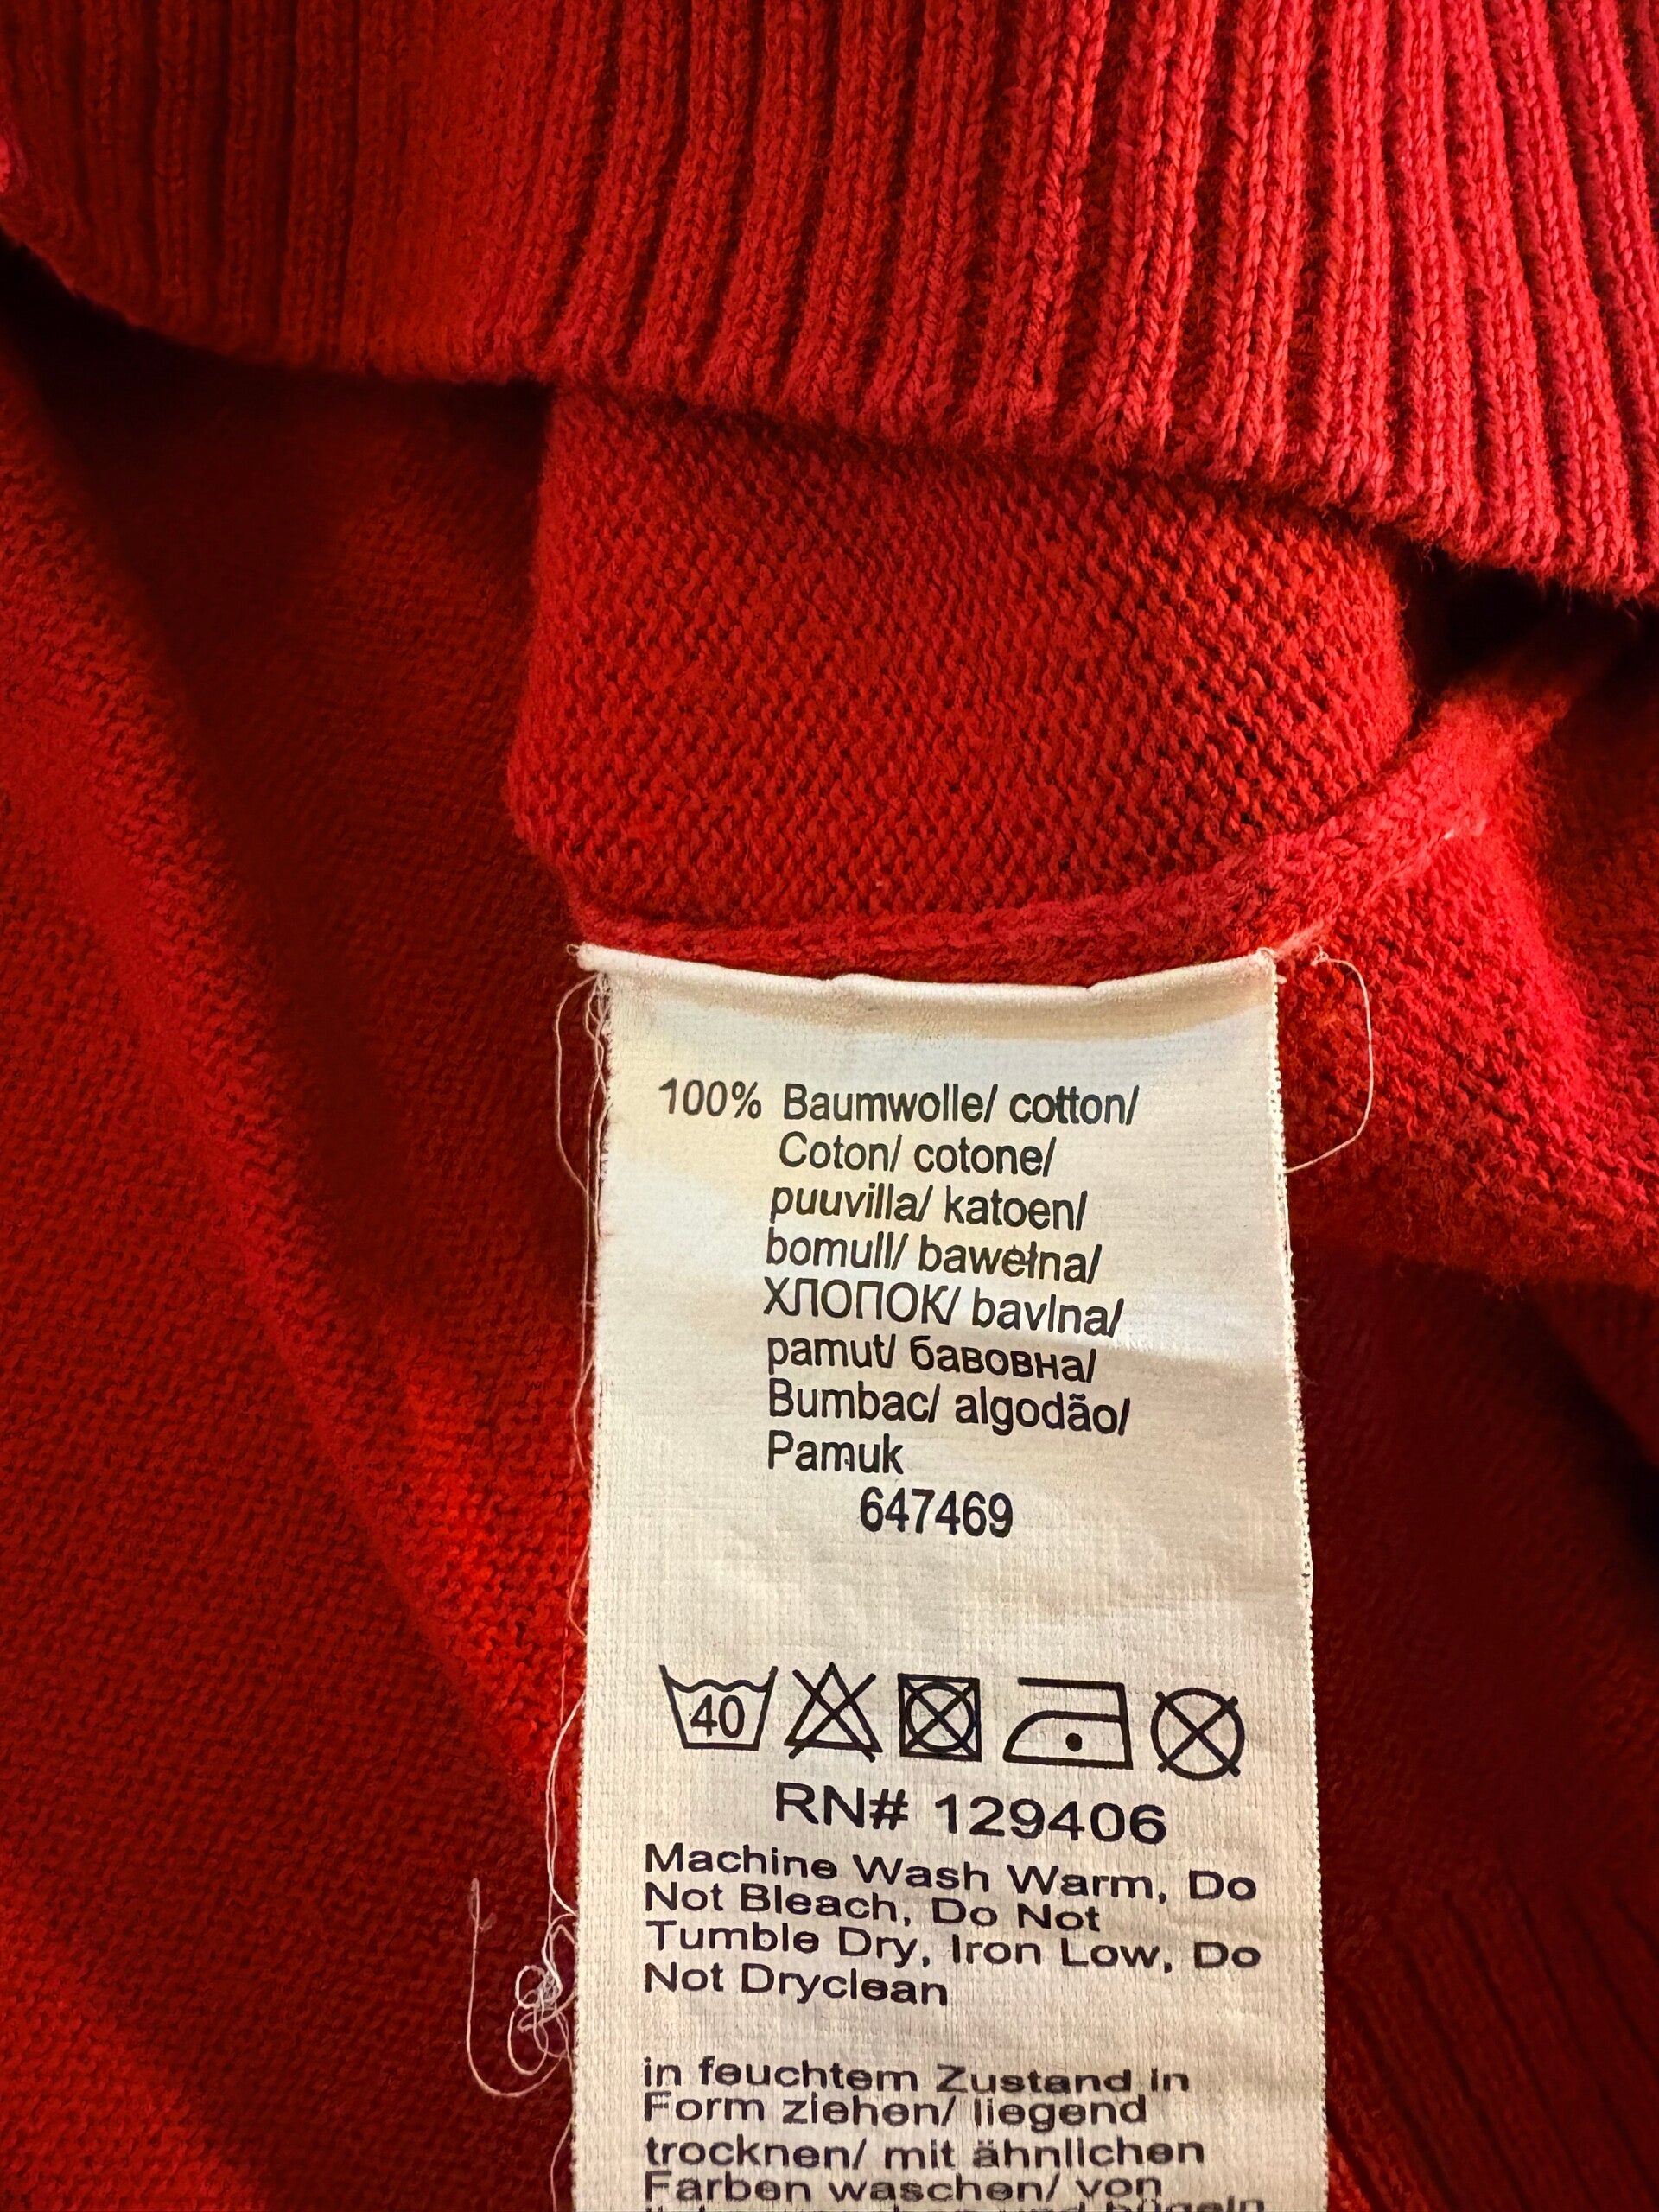 100% Baumwolle/ cotton/
Coton/ cotone/
puuvilla/ katoen/
bomull/ bawełna/
ХЛОПОК/ bavlna/
pamut/ бавовна/
Bumbac/ algodão/
Pamuk
647469
40
RN# 129406
Machine Wash Warm, Do
Not Bleach, Do Not
Tumble Dry, Iron Low, Do
Not Dryclean
in feuchtem Zustand in
Form ziehen/ liegend
trocknen/ mit ähnlichen
Farben waschen/ von
bügeln